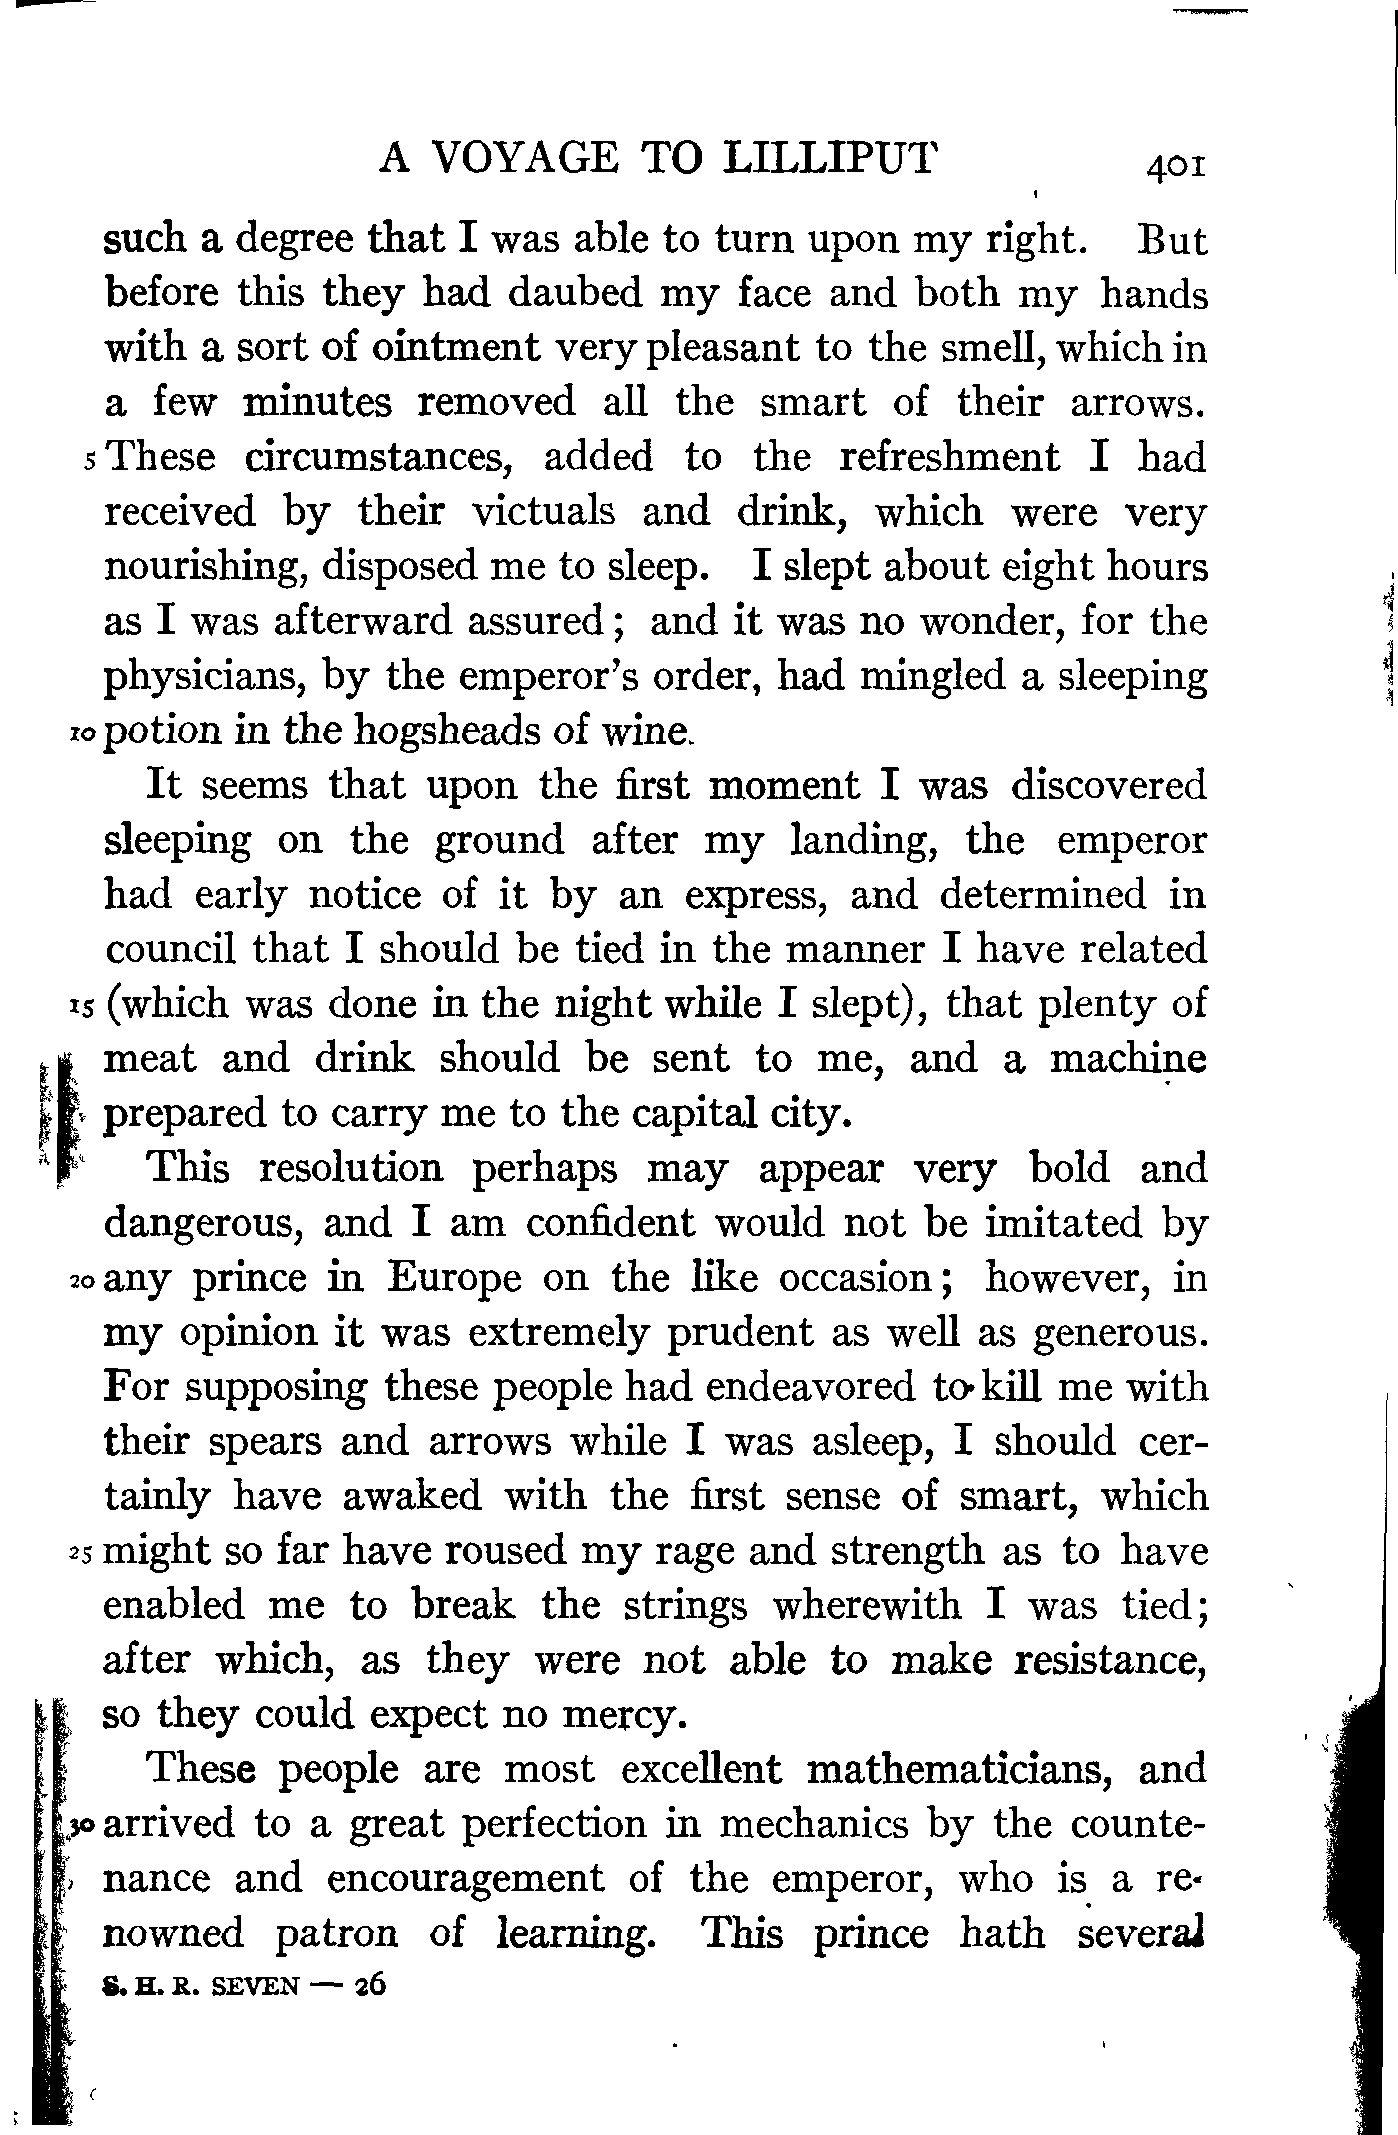 A VOYAGE TO LILLIPUT 401
such a degree that I was able to turn upon my right. But
before this they had daubed my face and both my hands
with a sort of ointment very pleasant to the smell, which in
a few minutes removed all the smart of their arrows.
5 These circumstances, added to the refreshment I had
received by their victuals and drink, which were very
nourishing, disposed me to sleep. I slept about eight hours
as I was afterward assured; and it was no wonder, for the
physicians, by the emperor's order, had mingled a sleeping
10 potion in the hogsheads of wine.
It seems that upon the first moment I was discovered
sleeping on the ground after my landing, the emperor
had early notice of it by an express, and determined in
council that I should be tied in the manner I have related
15 (which was done in the night while I slept), that plenty of
meat and drink should be sent to me, and a machine
prepared to carry me to the capital city.
This resolution perhaps may appear very bold and
dangerous, and I am confident would not be imitated by
20 any prince in Europe on the like occasion; however, in
my opinion it was extremely prudent as well as generous.
For supposing these people had endeavored to kill me with
their spears and arrows while I was asleep, I should cer-
tainly have awaked with the first sense of smart, which
25 might so far have roused my rage and strength as to have
enabled me to break the strings wherewith I was tied;
after which, as they were not able to make resistance,
so they could expect no mercy.
These people are most excellent mathematicians, and
30 arrived to a great perfection in mechanics by the counte-
nance and encouragement of the emperor, who is a re-
nowned patron of learning. This prince hath several
S. H. R. SEVEN — 26